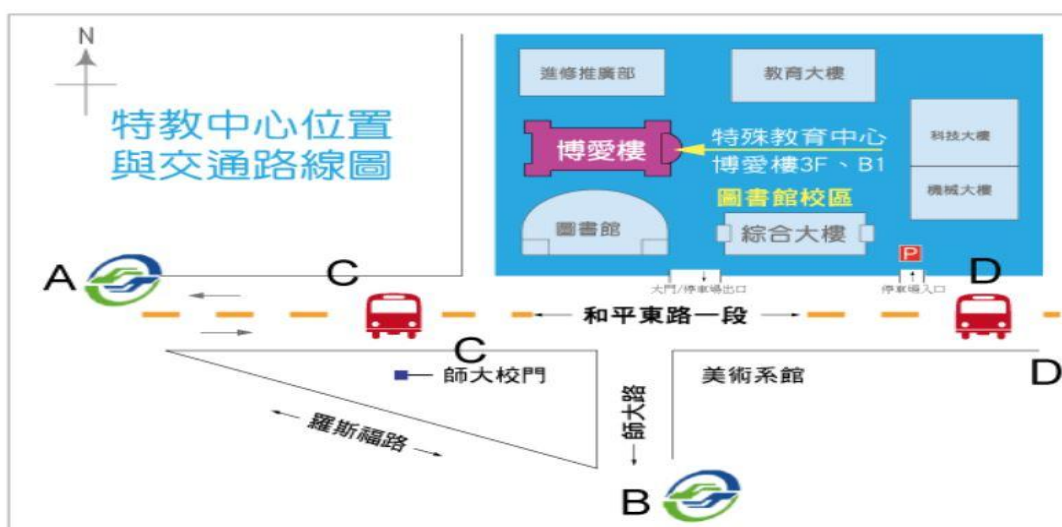 N
特教中心位置
與交通路線圖
進修推廣部
教育大樓
博愛樓
特殊教育中心
博愛樓3F、B1
科技大樓
機械大樓
圖書館校區
圖書館
綜合大樓
P
大門/停車場出口
停車場入口
A
C
D
和平東路一段
C
師大校門
美術系館
D
羅斯福路
師大路
B